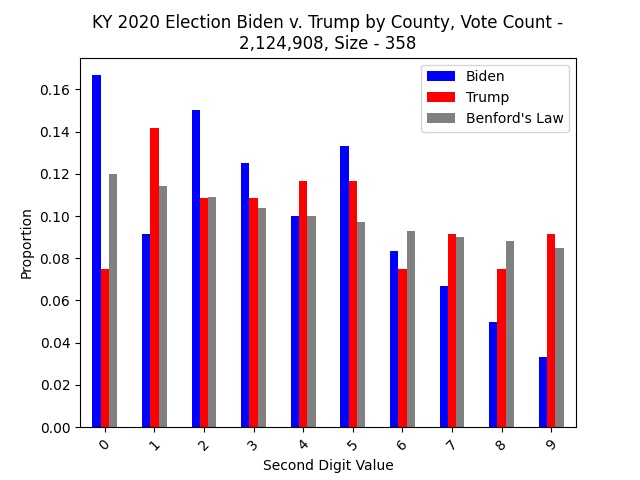 KY 2020 Election Biden v. Trump by County, Vote Count -
2,124,908, Size - 358
Biden
Trump
Benford's Law
Proportion
0.16
0.14
0.12
0.10
0.08
0.06
0.04
0.02
0.00
0 1 2 3 4 5 6 7 8 9
Second Digit Value